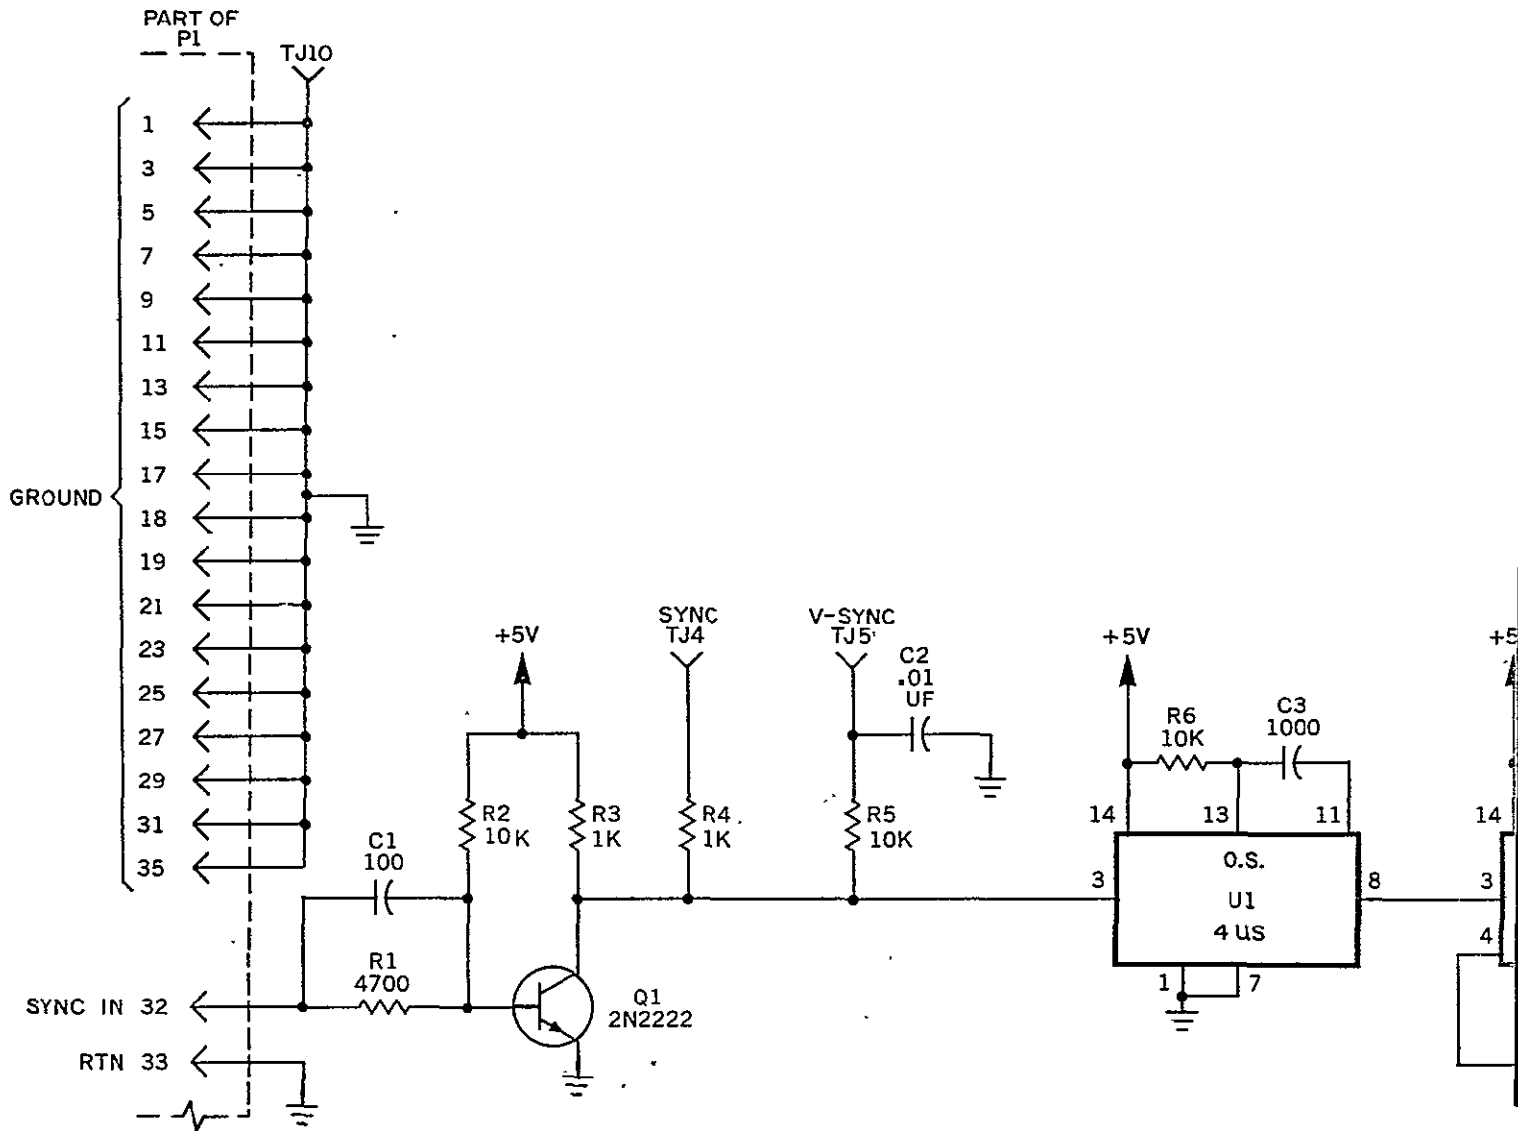 PART OF
P1
TJ10
1
3
5
7
9
11
13
15
17
GROUND
18
19
21
23
25
27
29
31
35
SYNC IN 32
RTN 33
C1
100
R1
4700
+5V
R2
10K
R3
1K
Q1
2N2222
SYNC
TJ4
R4
1K
V-SYNC
TJ5
C2
.01
UF
R5
10K
+5V
R6
10K
C3
1000
14
13
11
3
O.S.
U1
4 US
8
1
7
+5
14
3
4